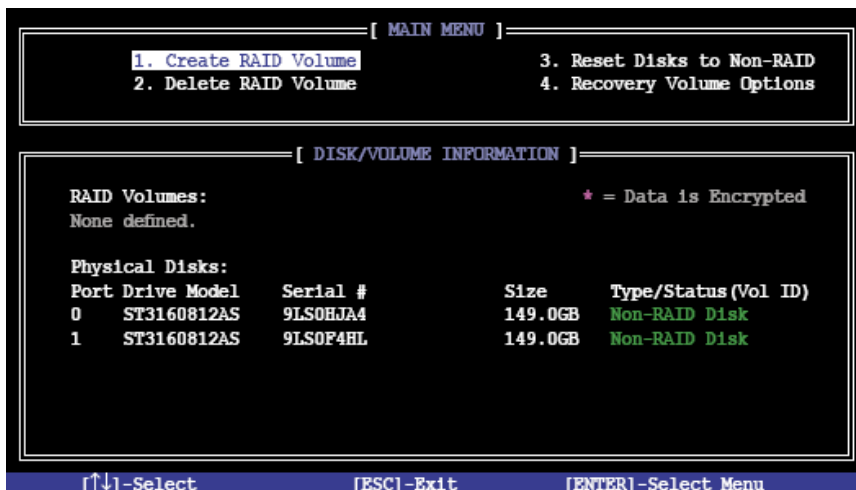 [ MAIN MENU ]
1. Create RAID Volume 3. Reset Disks to Non-RAID
2. Delete RAID Volume 4. Recovery Volume Options
[ DISK/VOLUME INFORMATION ]
RAID Volumes: * = Data is Encrypted
None defined.
Physical Disks:
Port Drive Model Serial # Size Type/Status(Vol ID)
0 ST3160812AS 9LS0HJA4 149.0GB Non-RAID Disk
1 ST3160812AS 9LS0F4HL 149.0GB Non-RAID Disk
[↑↓]-Select [ESC]-Exit [ENTER]-Select Menu